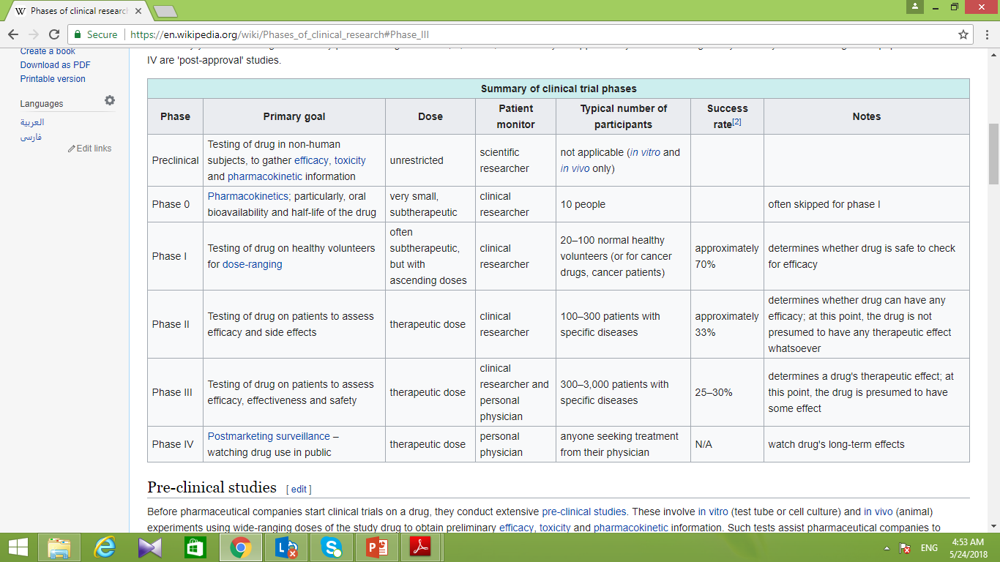 Phases of clinical researc
Secure
https://en.wikipedia.org/wiki/Phases_of_clinical_research#Phase_III
Create a book
Download as PDF
Printable version
Languages
العربية
فارسی
Edit links
IV are 'post-approval' studies.
Summary of clinical trial phases
Phase
Primary goal
Dose
Patient
monitor
Typical number of
participants
Success
rate[2]
Notes
Preclinical
Testing of drug in non-human
subjects, to gather efficacy, toxicity
and pharmacokinetic information
unrestricted
scientific
researcher
not applicable (in vitro and
in vivo only)
Phase 0
Pharmacokinetics; particularly, oral
bioavailability and half-life of the drug
very small,
subtherapeutic
clinical
researcher
10 people
often skipped for phase I
Phase I
Testing of drug on healthy volunteers
for dose-ranging
often
subtherapeutic,
but with
ascending doses
clinical
researcher
20–100 normal healthy
volunteers (or for cancer
drugs, cancer patients)
approximately
70%
determines whether drug is safe to check
for efficacy
Phase II
Testing of drug on patients to assess
efficacy and side effects
therapeutic dose
clinical
researcher
100–300 patients with
specific diseases
approximately
33%
determines whether drug can have any
efficacy; at this point, the drug is not
presumed to have any therapeutic effect
whatsoever
Phase III
Testing of drug on patients to assess
efficacy, effectiveness and safety
therapeutic dose
clinical
researcher and
personal
physician
300–3,000 patients with
specific diseases
25–30%
determines a drug's therapeutic effect; at
this point, the drug is presumed to have
some effect
Phase IV
Postmarketing surveillance –
watching drug use in public
therapeutic dose
personal
physician
anyone seeking treatment
from their physician
N/A
watch drug's long-term effects
Pre-clinical studies [ edit ]
Before pharmaceutical companies start clinical trials on a drug, they conduct extensive pre-clinical studies. These involve in vitro (test tube or cell culture) and in vivo (animal)
experiments using wide-ranging doses of the study drug to obtain preliminary efficacy, toxicity and pharmacokinetic information. Such tests assist pharmaceutical companies to
ENG
4:53 AM
5/24/2018